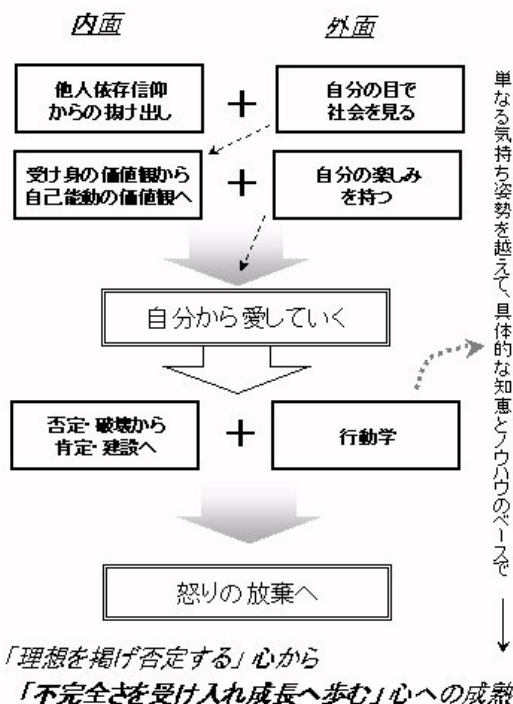 内面
外面
他人依存信仰
からの抜け出し
+
自分の目で
社会を見る
受け身の価値観から
自己能動の価値観へ
+
自分の楽しみ
を持つ
自分から愛していく
否定・破壊から
肯定・建設へ
+
行動学
怒りの放棄へ
単なる気持ち姿勢を越えて、具体的な知恵とノウハウのベースで
「理想を掲げ否定する」心から
「不完全さを受け入れ成長へ歩む」心への成熟